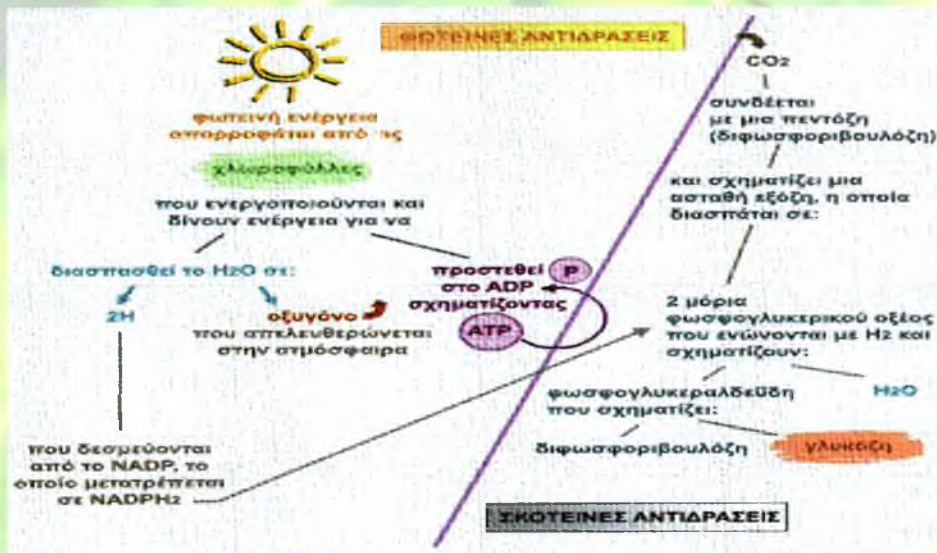 ΦΩΤΕΙΝΕΣ ΑΝΤΙΔΡΑΣΕΙΣ
φωτεινή ενέργεια
απορροφάται από τις
χλωροφύλλες
που ενεργοποιούνται και
δίνουν ενέργεια για να
διασπασθεί το H2O σε:
2H
οξυγόνο
που απελευθερώνεται
στην ατμόσφαιρα
που δεσμεύονται
από το NADP, το
οποίο μετατρέπεται
σε NADPH2
προστεθεί P
στο ADP
σχηματίζοντας
ATP
CO2
συνδέεται
με μια πεντόζη
(διφωσφοριβουλόζη)
και σχηματίζει μια
ασταθή εξόζη, η οποία
διασπάται σε:
2 μόρια
φωσφογλυκερικού οξέος
που ενώνονται με H2 και
σχηματίζουν:
φωσφογλυκεραλδεΰδη
που σχηματίζει:
H2O
διφωσφοριβουλόζη
γλυκόζη
ΣΚΟΤΕΙΝΕΣ ΑΝΤΙΔΡΑΣΕΙΣ